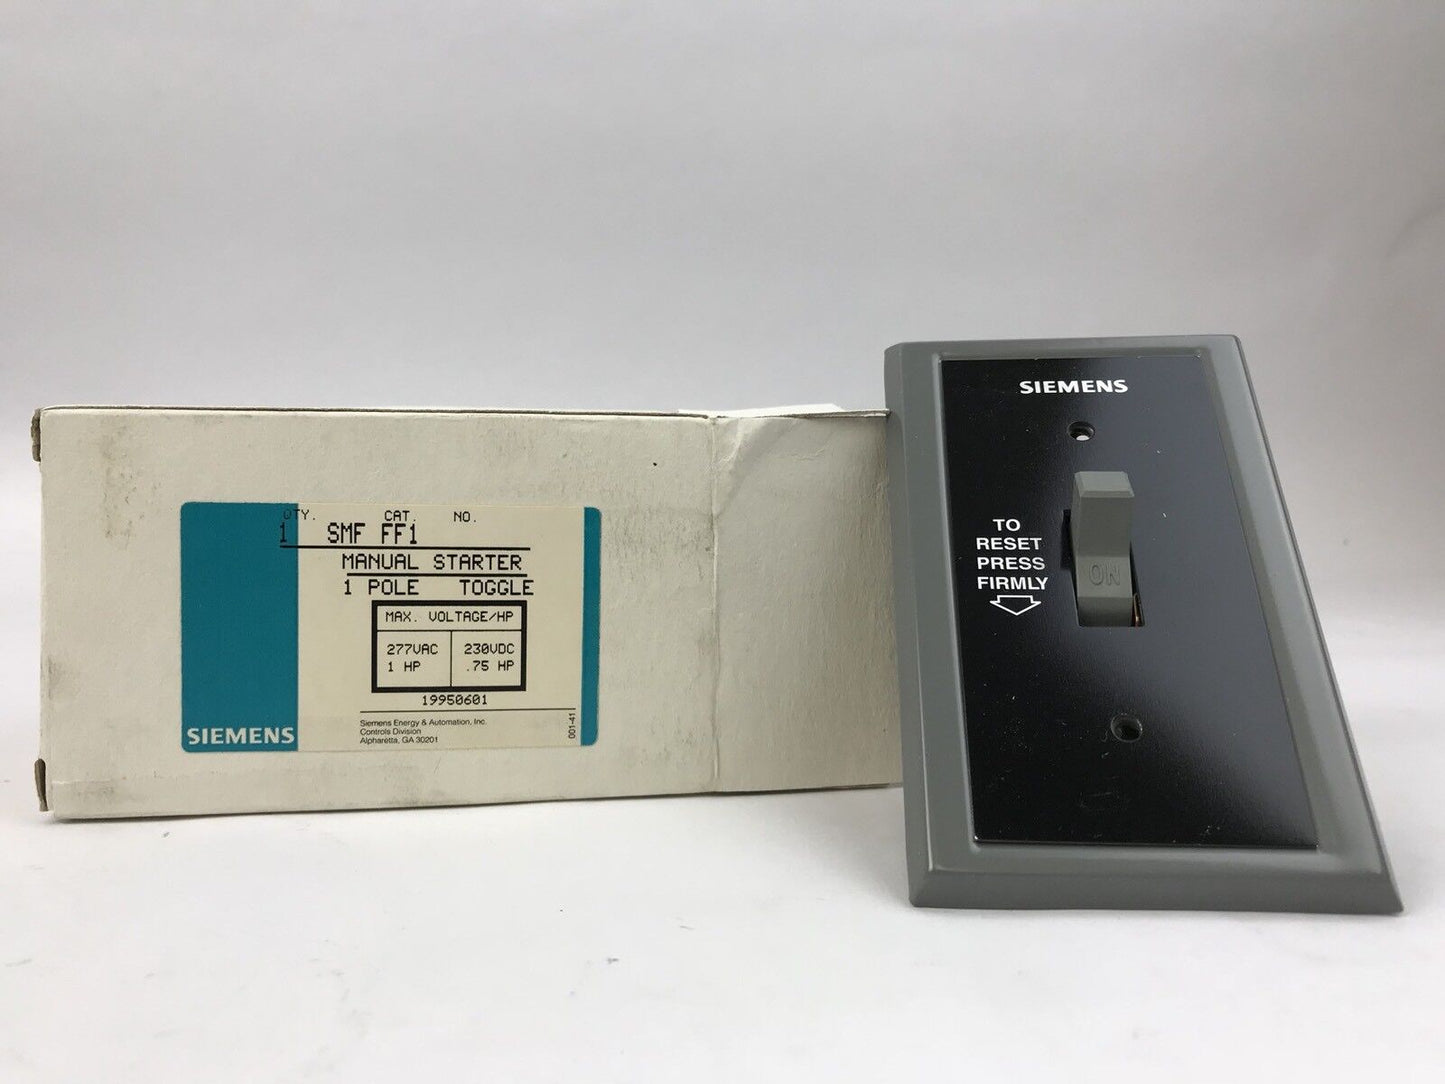 QTY. CAT. NO.
1 SMF FF1
MANUAL STARTER
1 POLE TOGGLE
MAX. VOLTAGE/HP
277VAC 230VDC
1 HP .75 HP
19950601
SIEMENS
Siemens Energy & Automation, Inc.
Controls Division
Alpharetta, GA 30201
001-41
SIEMENS
TO
RESET
PRESS
FIRMLY
ON